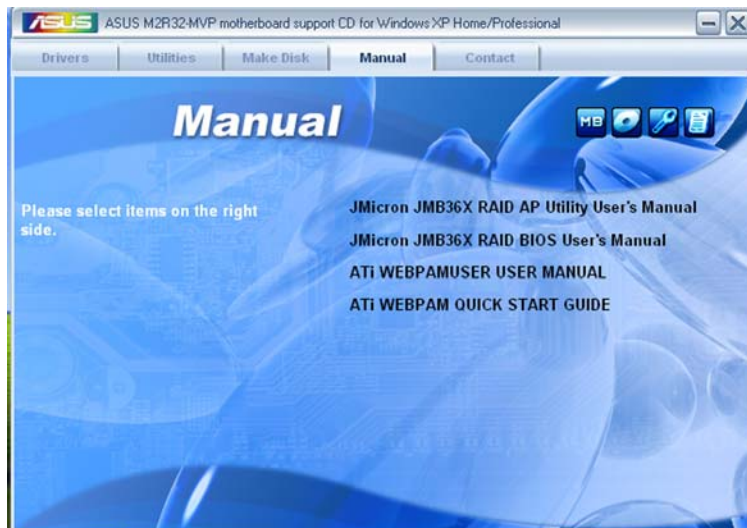 ASUS ASUS M2R32-MVP motherboard support CD for Windows XP Home/Professional
Drivers Utilities Make Disk Manual Contact
Manual
MB
Please select items on the right
side.
JMicron JMB36X RAID AP Utility User's Manual
JMicron JMB36X RAID BIOS User's Manual
ATi WEBPAMUSER USER MANUAL
ATi WEBPAM QUICK START GUIDE